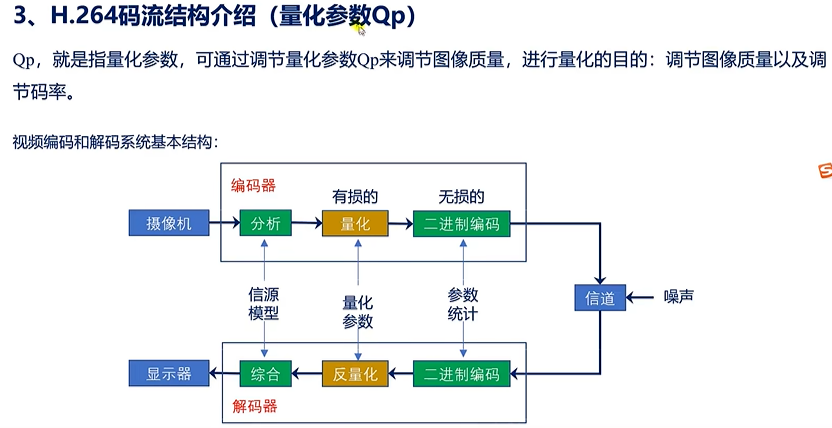 3、H.264码流结构介绍（量化参数Qp）
Qp，就是指量化参数，可通过调节量化参数Qp来调节图像质量，进行量化的目的：调节图像质量以及调
节码率。
视频编码和解码系统基本结构：
编码器
有损的
无损的
摄像机
分析
量化
二进制编码
信源
模型
量化
参数
参数
统计
信道
噪声
显示器
综合
反量化
二进制编码
解码器
S